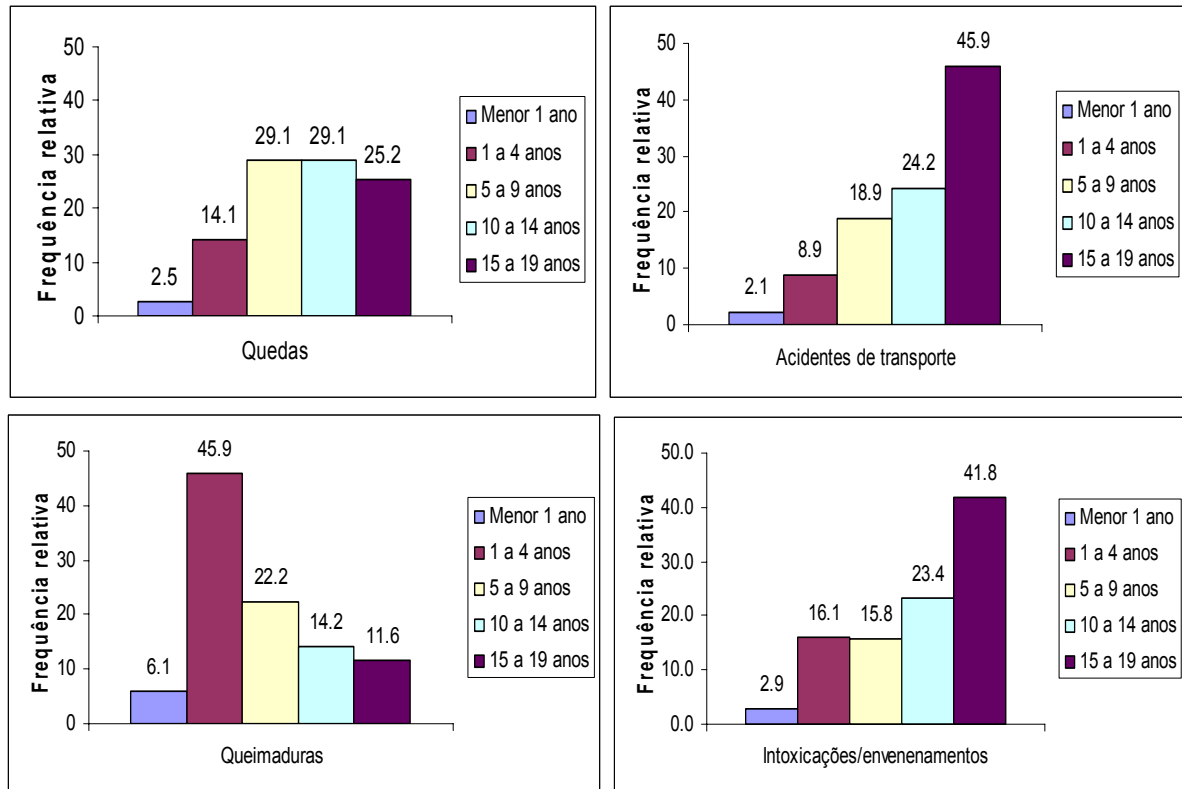 Frequência relativa
50
40
30
20
10
0
2.5
14.1
29.1
29.1
25.2
Quedas
Menor 1 ano
1 a 4 anos
5 a 9 anos
10 a 14 anos
15 a 19 anos
Frequência relativa
50
40
30
20
10
0
2.1
8.9
18.9
24.2
45.9
Acidentes de transporte
Menor 1 ano
1 a 4 anos
5 a 9 anos
10 a 14 anos
15 a 19 anos
Frequência relativa
50
40
30
20
10
0
6.1
45.9
22.2
14.2
11.6
Queimaduras
Menor 1 ano
1 a 4 anos
5 a 9 anos
10 a 14 anos
15 a 19 anos
Frequência relativa
50.0
40.0
30.0
20.0
10.0
0.0
2.9
16.1
15.8
23.4
41.8
Intoxicações/envenenamentos
Menor 1 ano
1 a 4 anos
5 a 9 anos
10 a 14 anos
15 a 19 anos